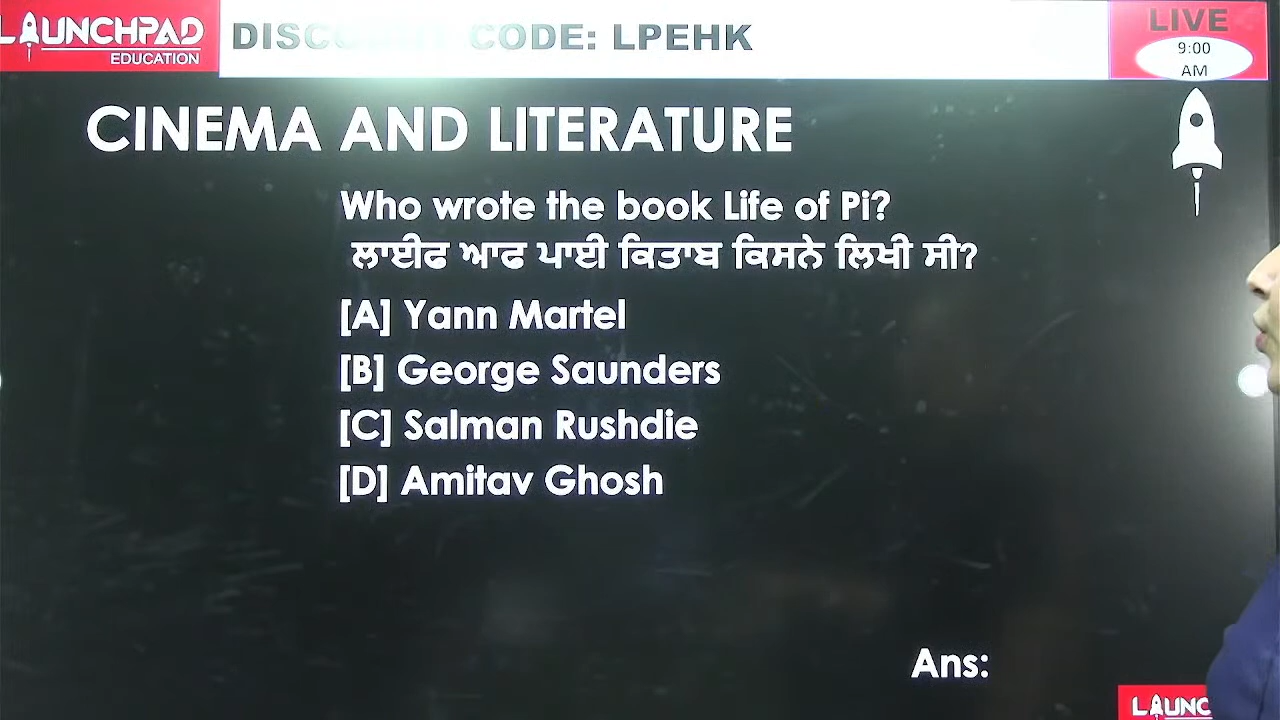 LAUNCHPAD
EDUCATION
DISCOUNT CODE: LPEHK
LIVE
9:00
AM
CINEMA AND LITERATURE
Who wrote the book Life of Pi?
ਲਾਈਫ ਆਫ ਪਾਈ ਕਿਤਾਬ ਕਿਸਨੇ ਲਿਖੀ ਸੀ?
[A] Yann Martel
[B] George Saunders
[C] Salman Rushdie
[D] Amitav Ghosh
Ans:
LAUNC